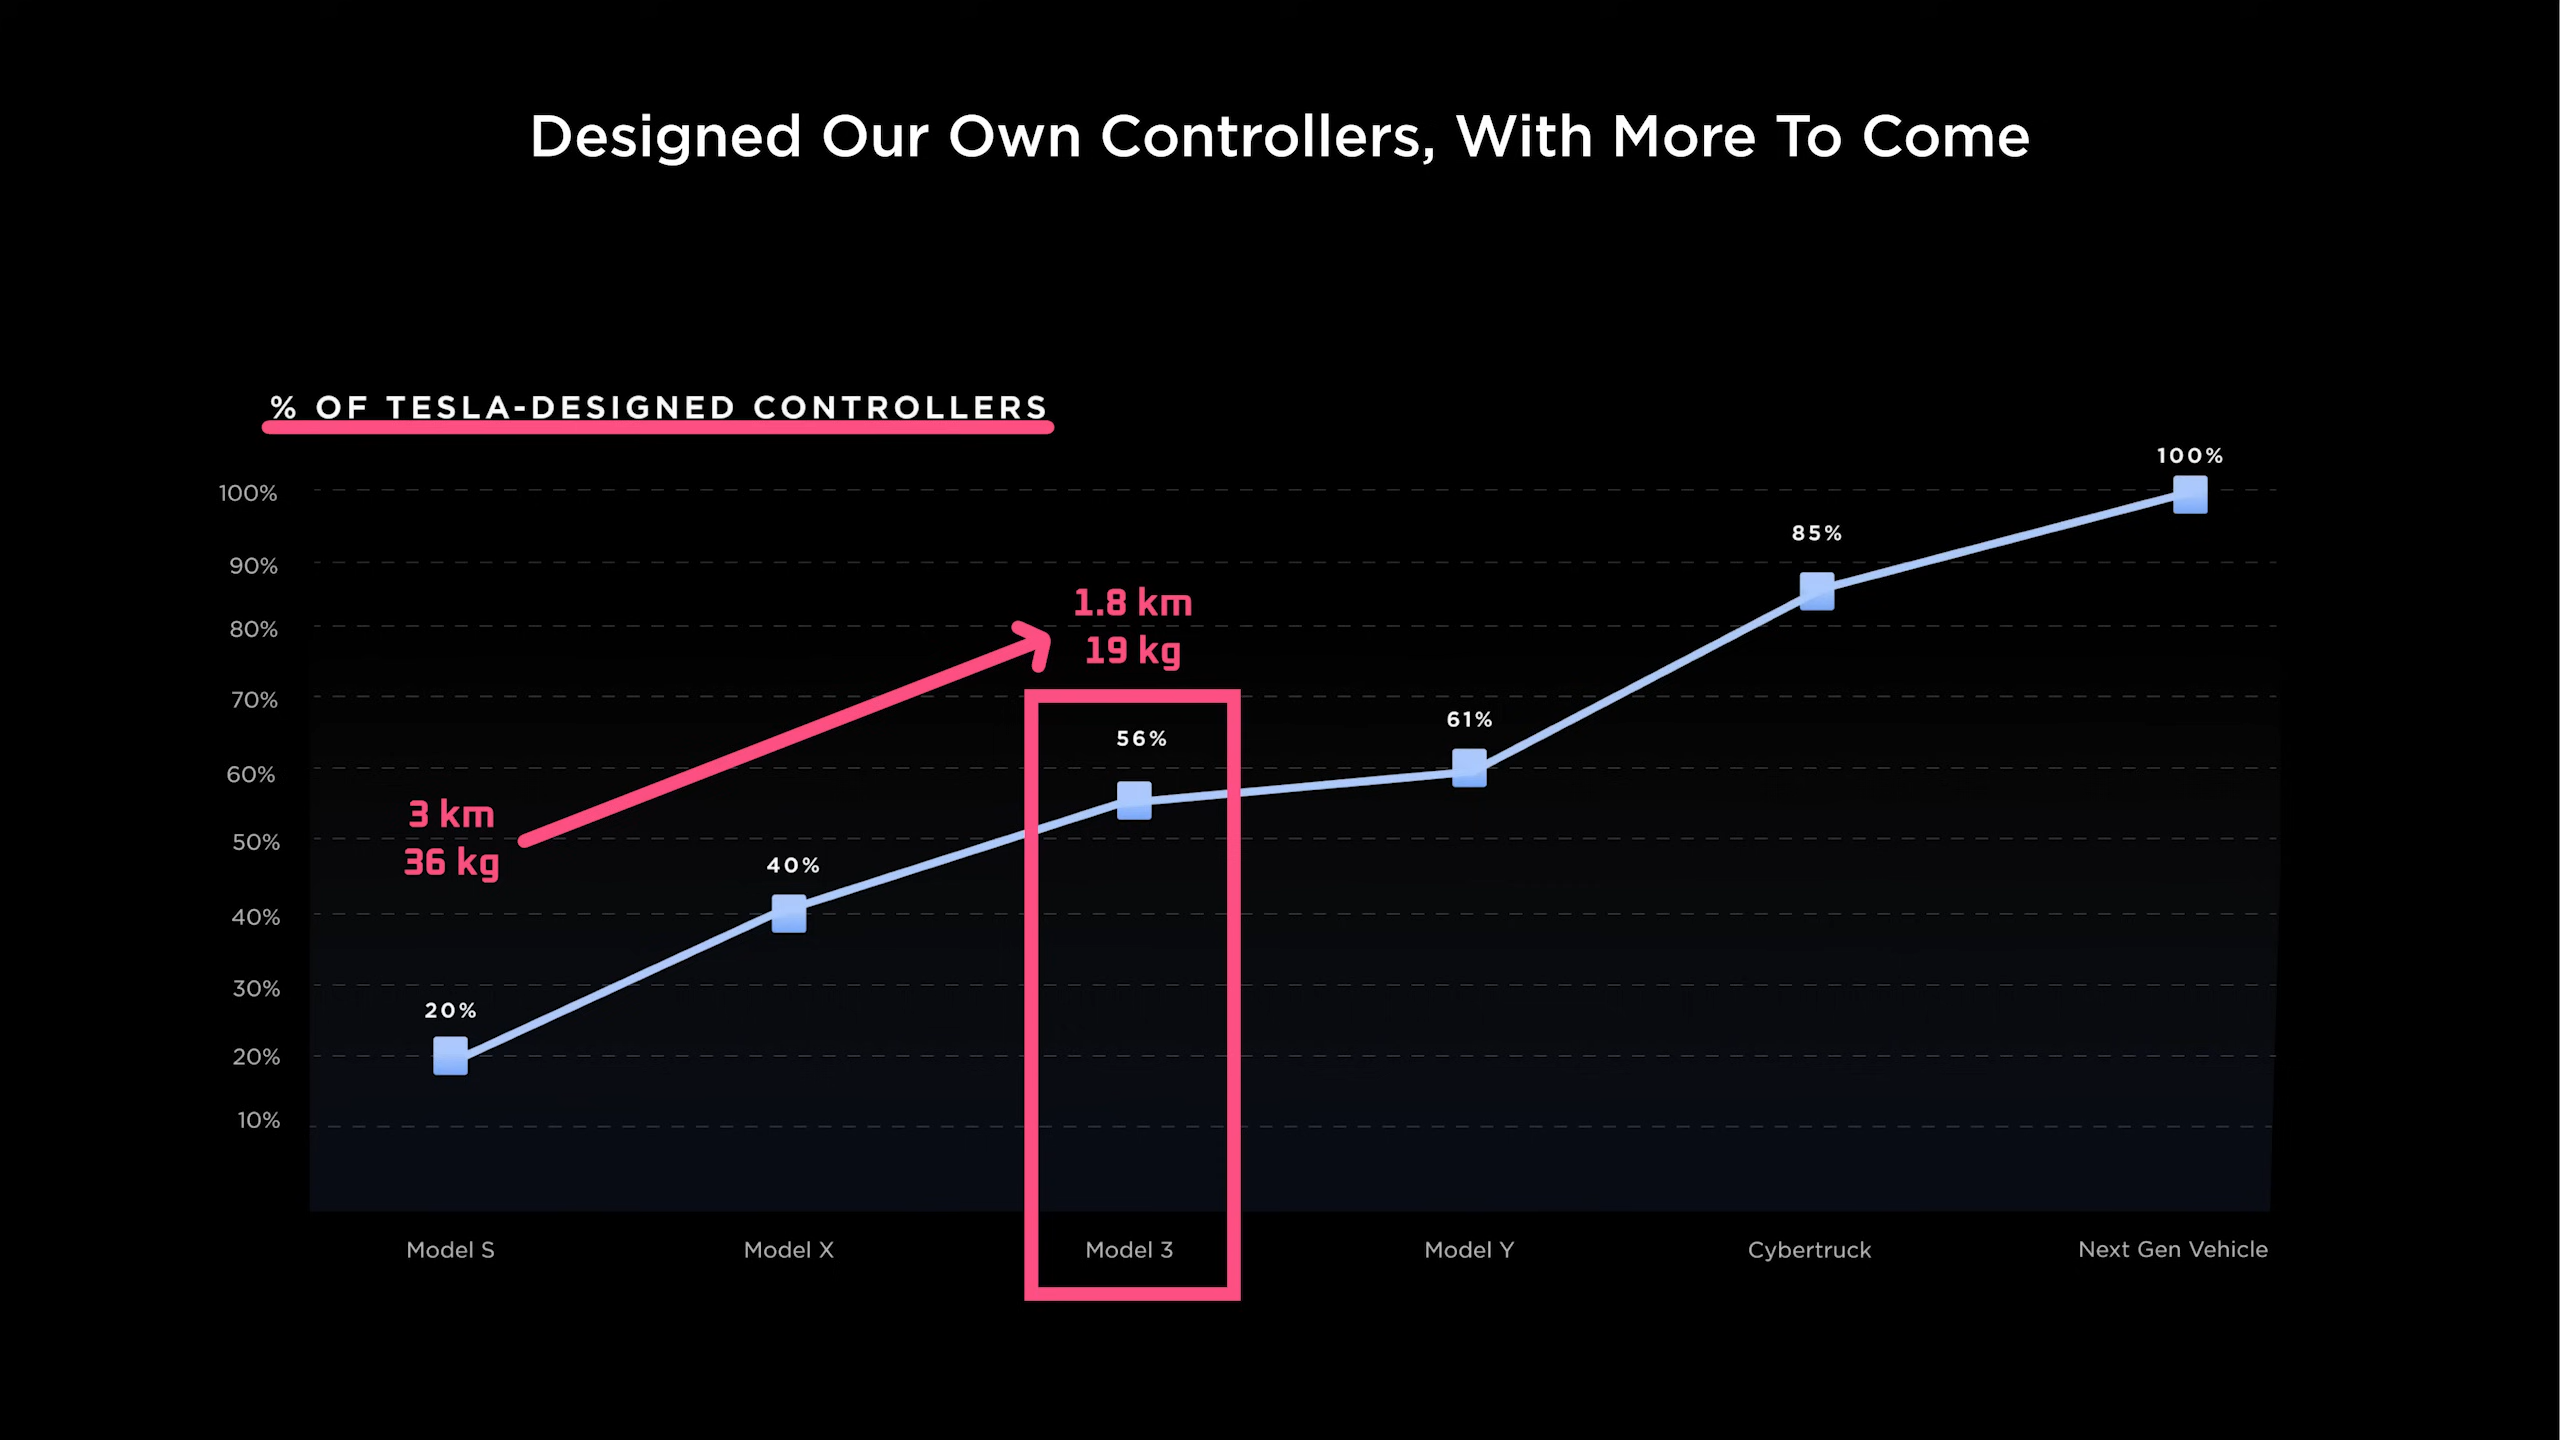 Designed Our Own Controllers, With More To Come
% OF TESLA-DESIGNED CONTROLLERS
100%
90%
80%
70%
60%
50%
40%
30%
20%
10%
20%
40%
56%
61%
85%
100%
3 km
36 kg
1.8 km
19 kg
Model S
Model X
Model 3
Model Y
Cybertruck
Next Gen Vehicle